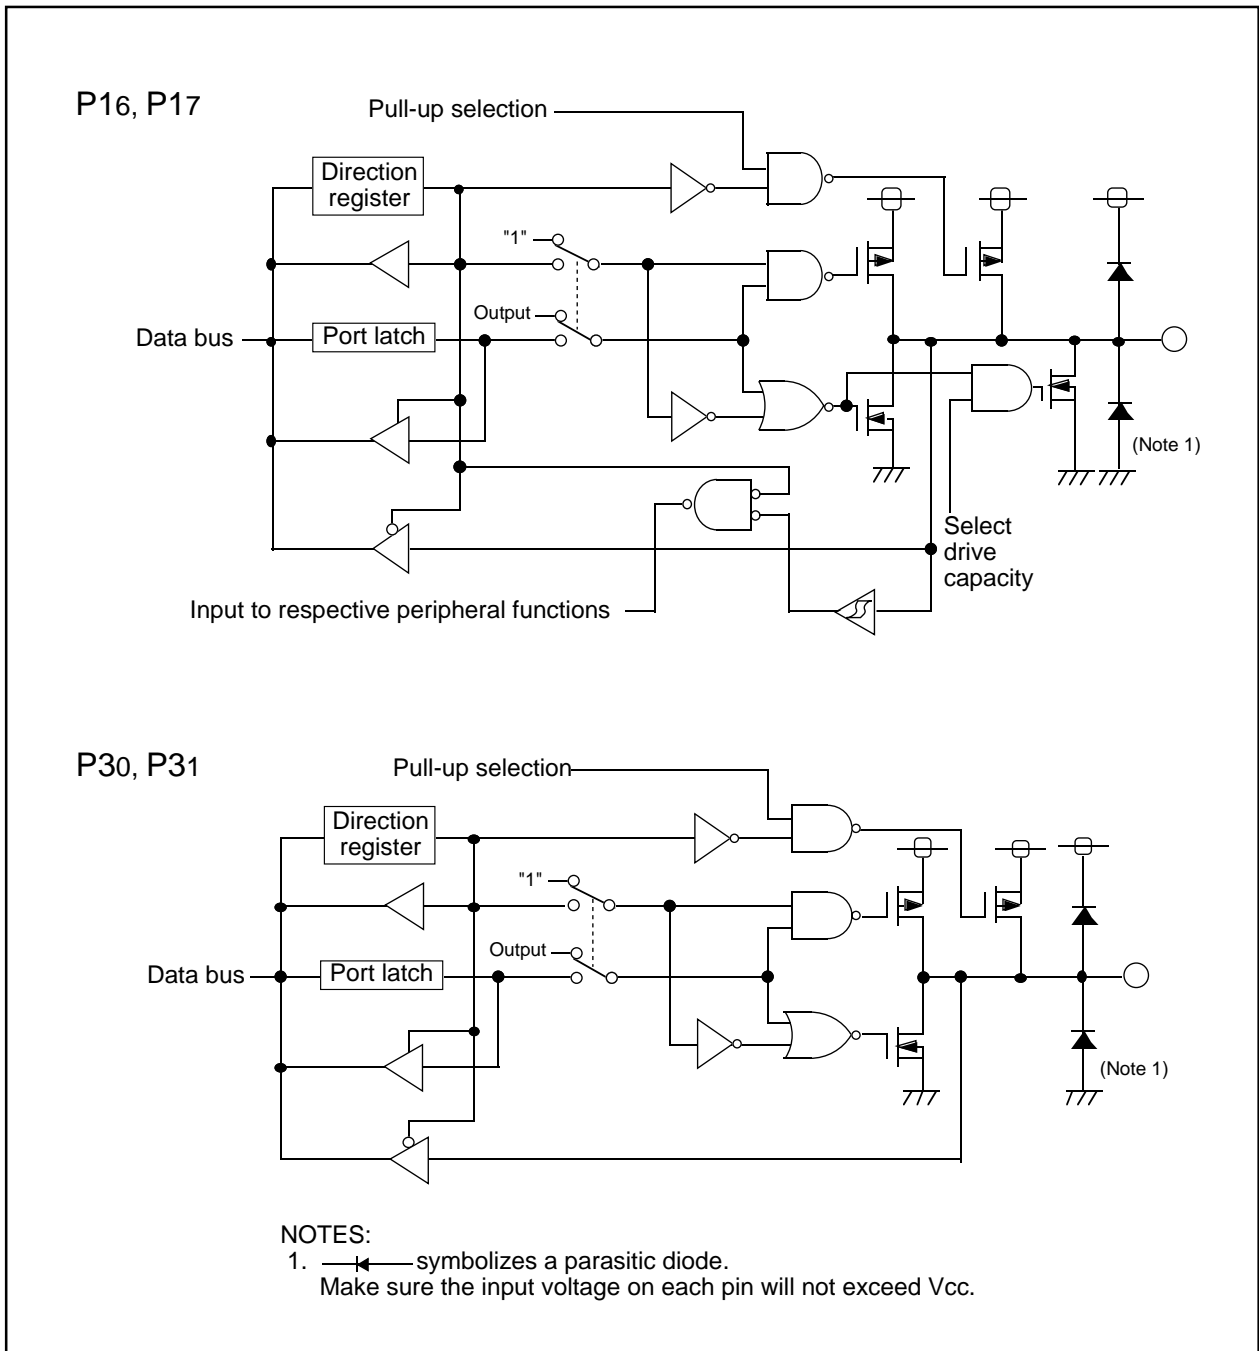 P16, P17
Pull-up selection
Direction
register
"1"
Output
Data bus
Port latch
(Note 1)
Select
drive
capacity
Input to respective peripheral functions
P30, P31
Pull-up selection
Direction
register
"1"
Output
Data bus
Port latch
(Note 1)
NOTES:
1. symbolizes a parasitic diode.
Make sure the input voltage on each pin will not exceed Vcc.